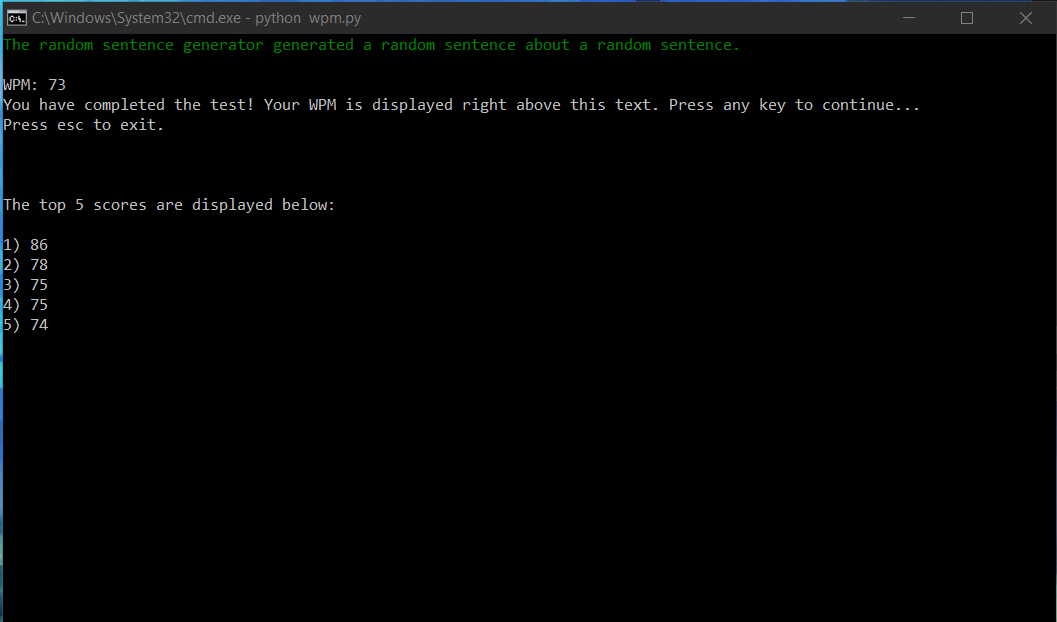 C:\Windows\System32\cmd.exe - python  wpm.py
The random sentence generator generated a random sentence about a random sentence.
WPM: 73
You have completed the test! Your WPM is displayed right above this text. Press any key to continue...
Press esc to exit.
The top 5 scores are displayed below:
1) 86
2) 78
3) 75
4) 75
5) 74